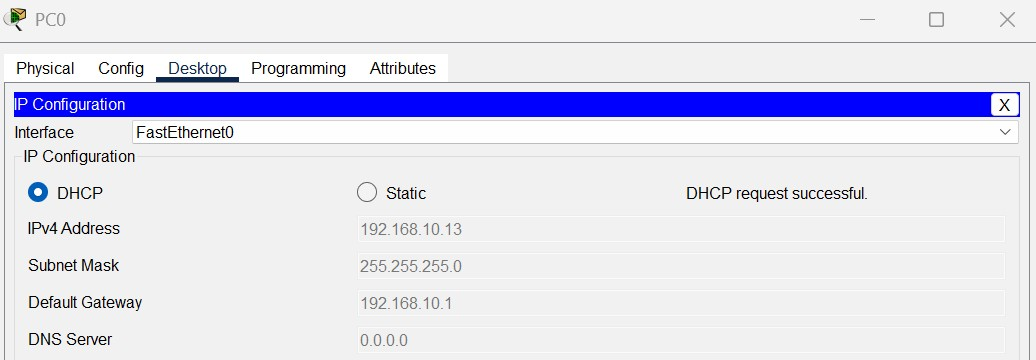 PC0
Physical Config Desktop Programming Attributes
IP Configuration X
Interface FastEthernet0
IP Configuration
DHCP Static DHCP request successful.
IPv4 Address 192.168.10.13
Subnet Mask 255.255.255.0
Default Gateway 192.168.10.1
DNS Server 0.0.0.0